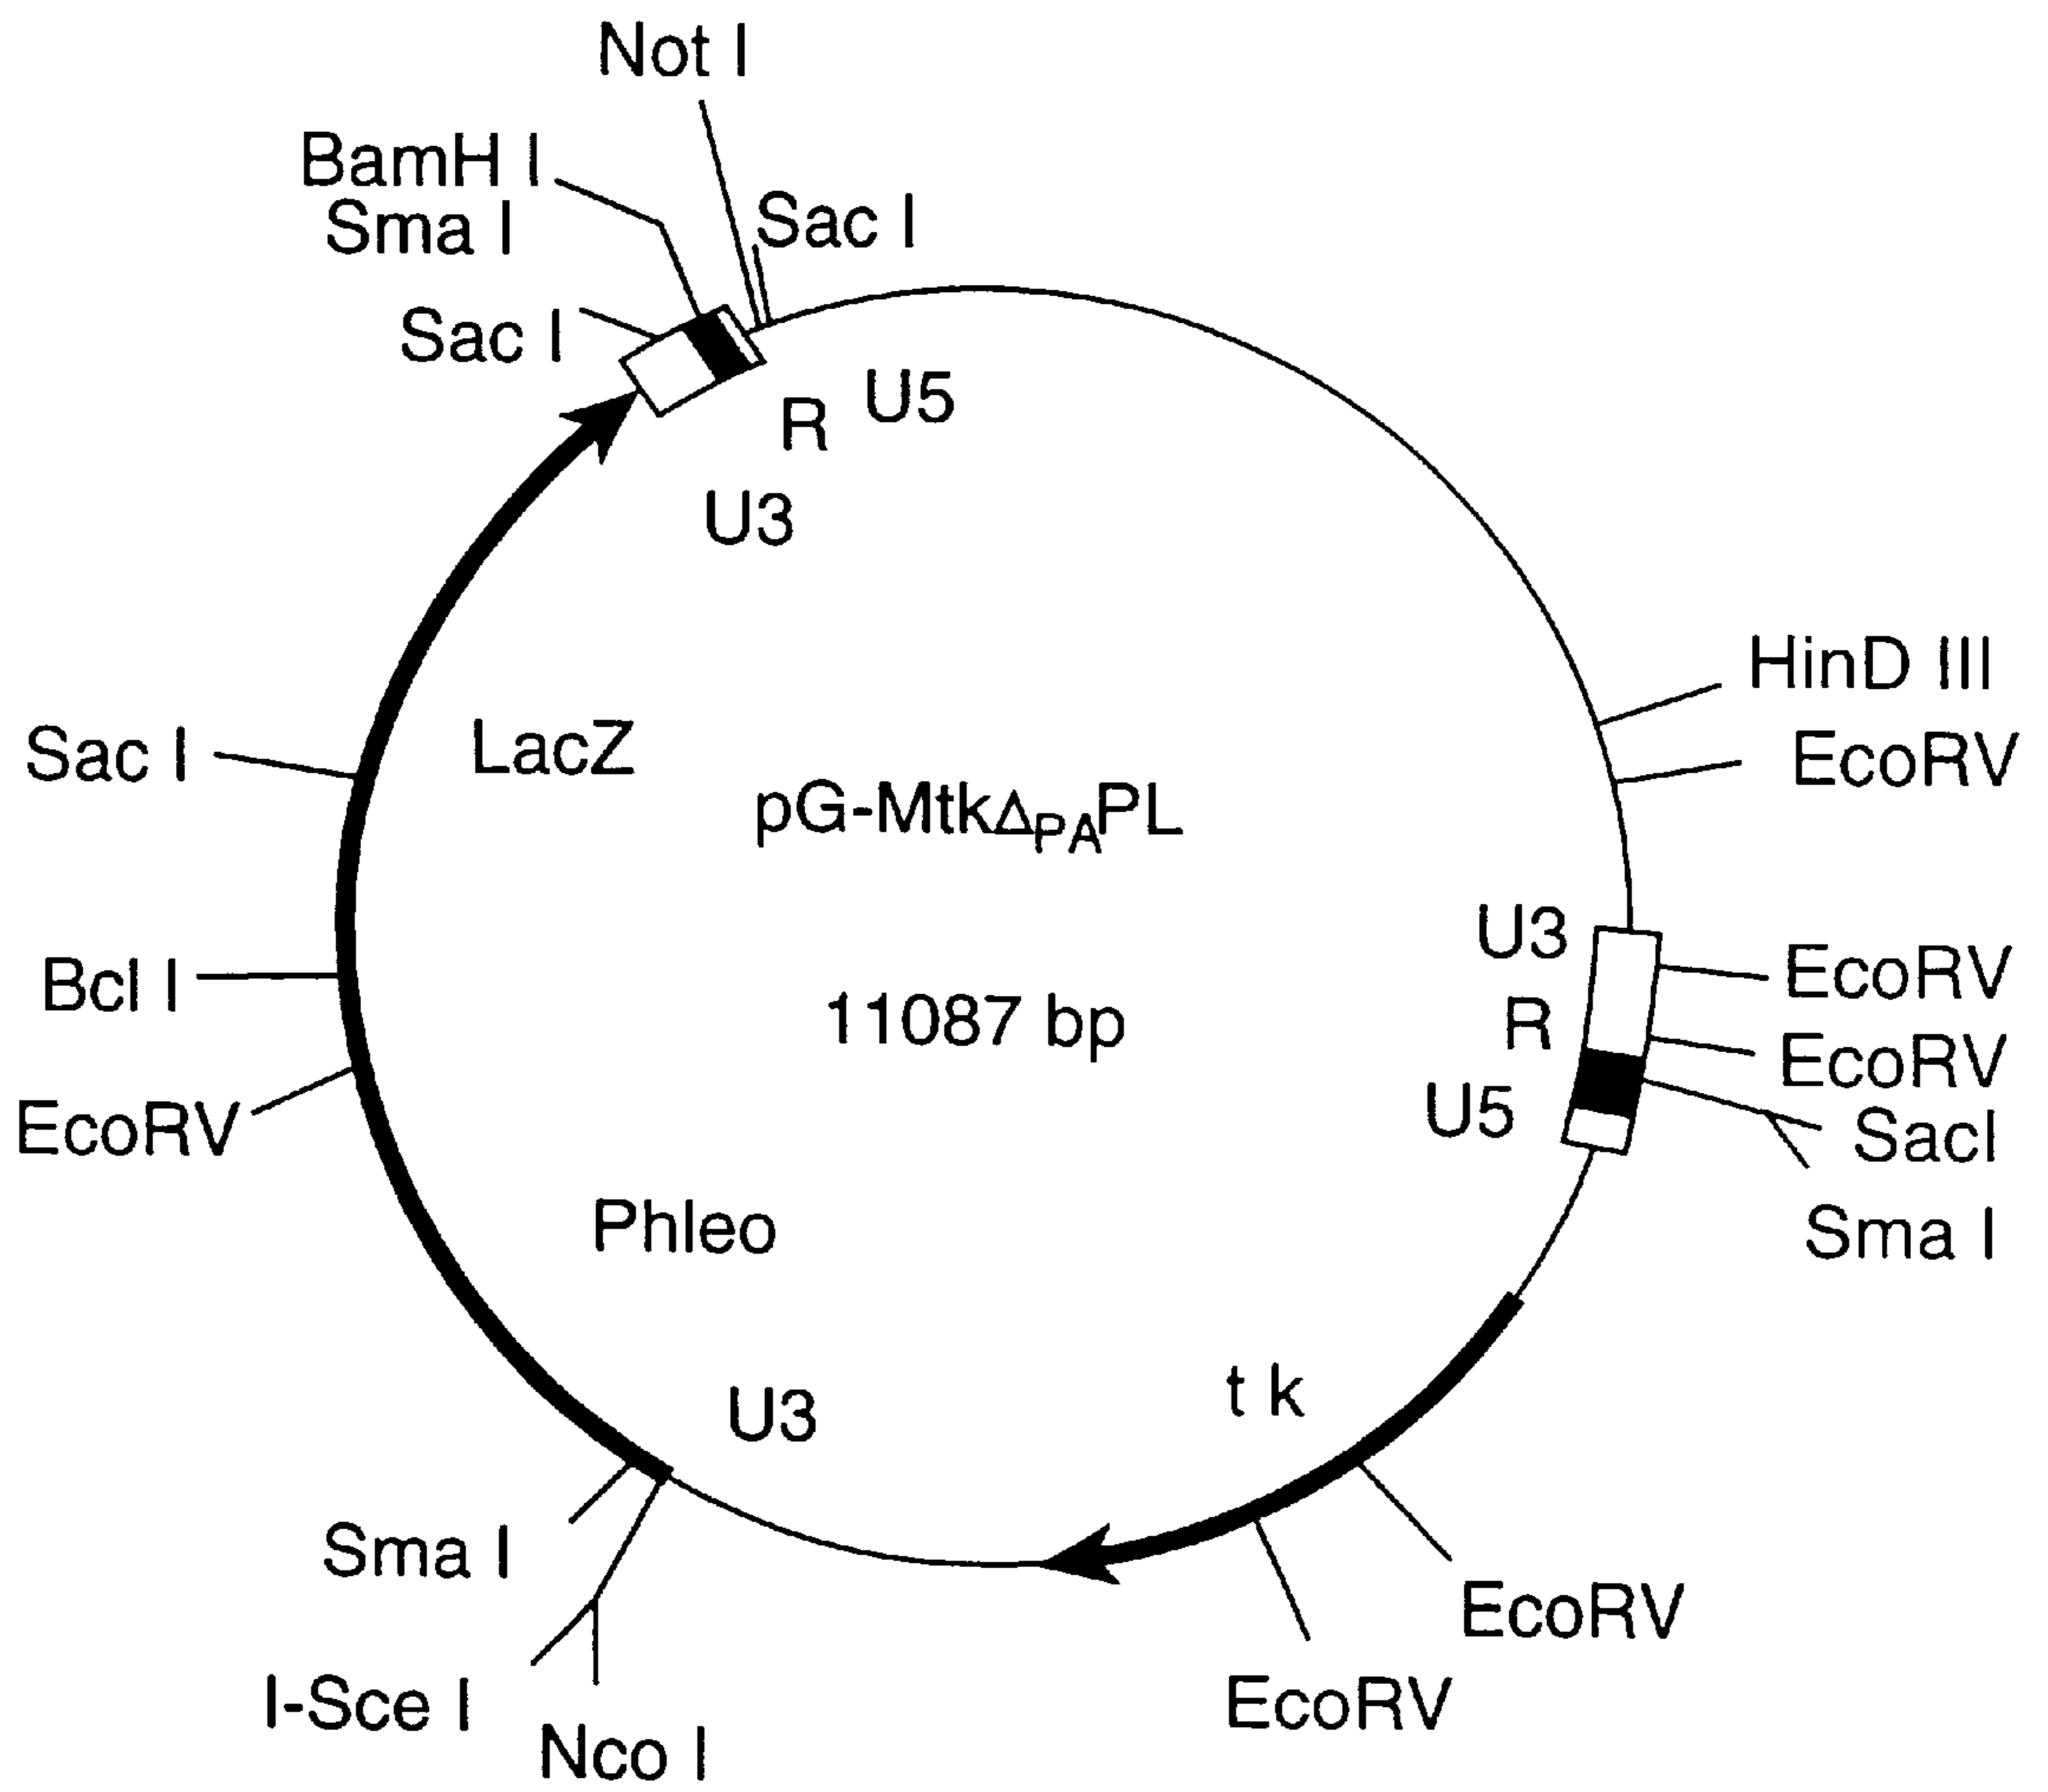 Not I
BamH I
Sma I
Sac I
Sac I
U5
R
U3
HinD III
EcoRV
Sac I
LacZ
pG-MtkΔPAPL
U3
EcoRV
Bcl I
11087 bp
R
EcoRV
U5
SacI
EcoRV
Sma I
Phleo
t k
U3
Sma I
EcoRV
I-Sce I
EcoRV
Nco I